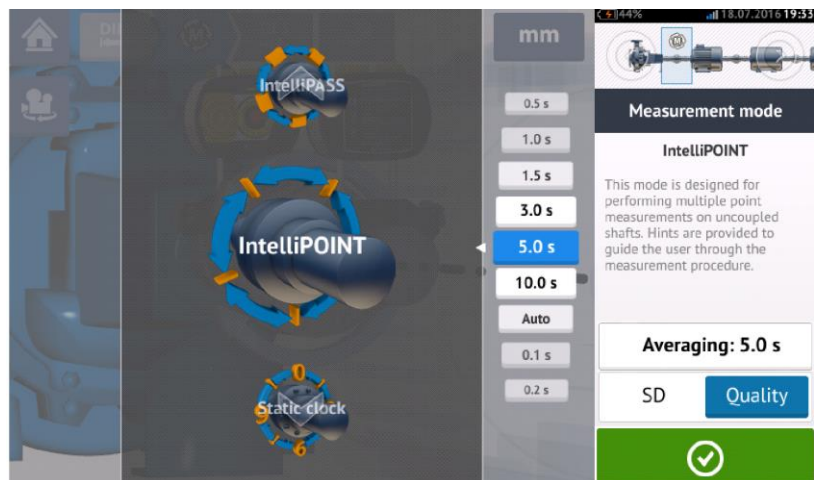 44%
18.07.2016 19:33
mm
IntelliPASS
IntelliPOINT
Static clock
0
9
6
0.5 s
1.0 s
1.5 s
3.0 s
5.0 s
10.0 s
Auto
0.1 s
0.2 s
M
Measurement mode
IntelliPOINT
This mode is designed for
performing multiple point
measurements on uncoupled
shafts. Hints are provided to
guide the user through the
measurement procedure.
Averaging: 5.0 s
SD
Quality